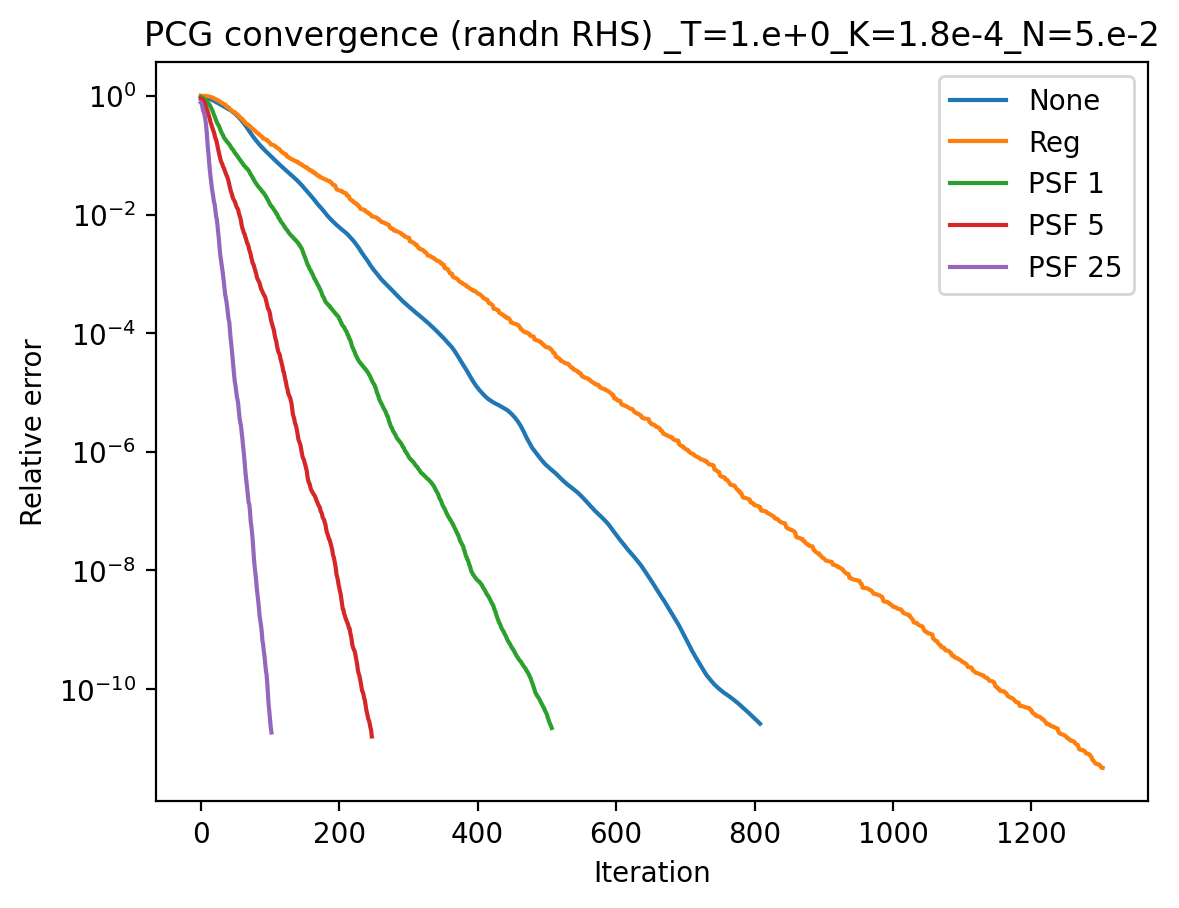 PCG convergence (randn RHS) _T=1.e+0_K=1.8e-4_N=5.e-2
None
Reg
PSF 1
PSF 5
PSF 25
Relative error
10⁰
10⁻²
10⁻⁴
10⁻⁶
10⁻⁸
10⁻¹⁰
0 200 400 600 800 1000 1200
Iteration